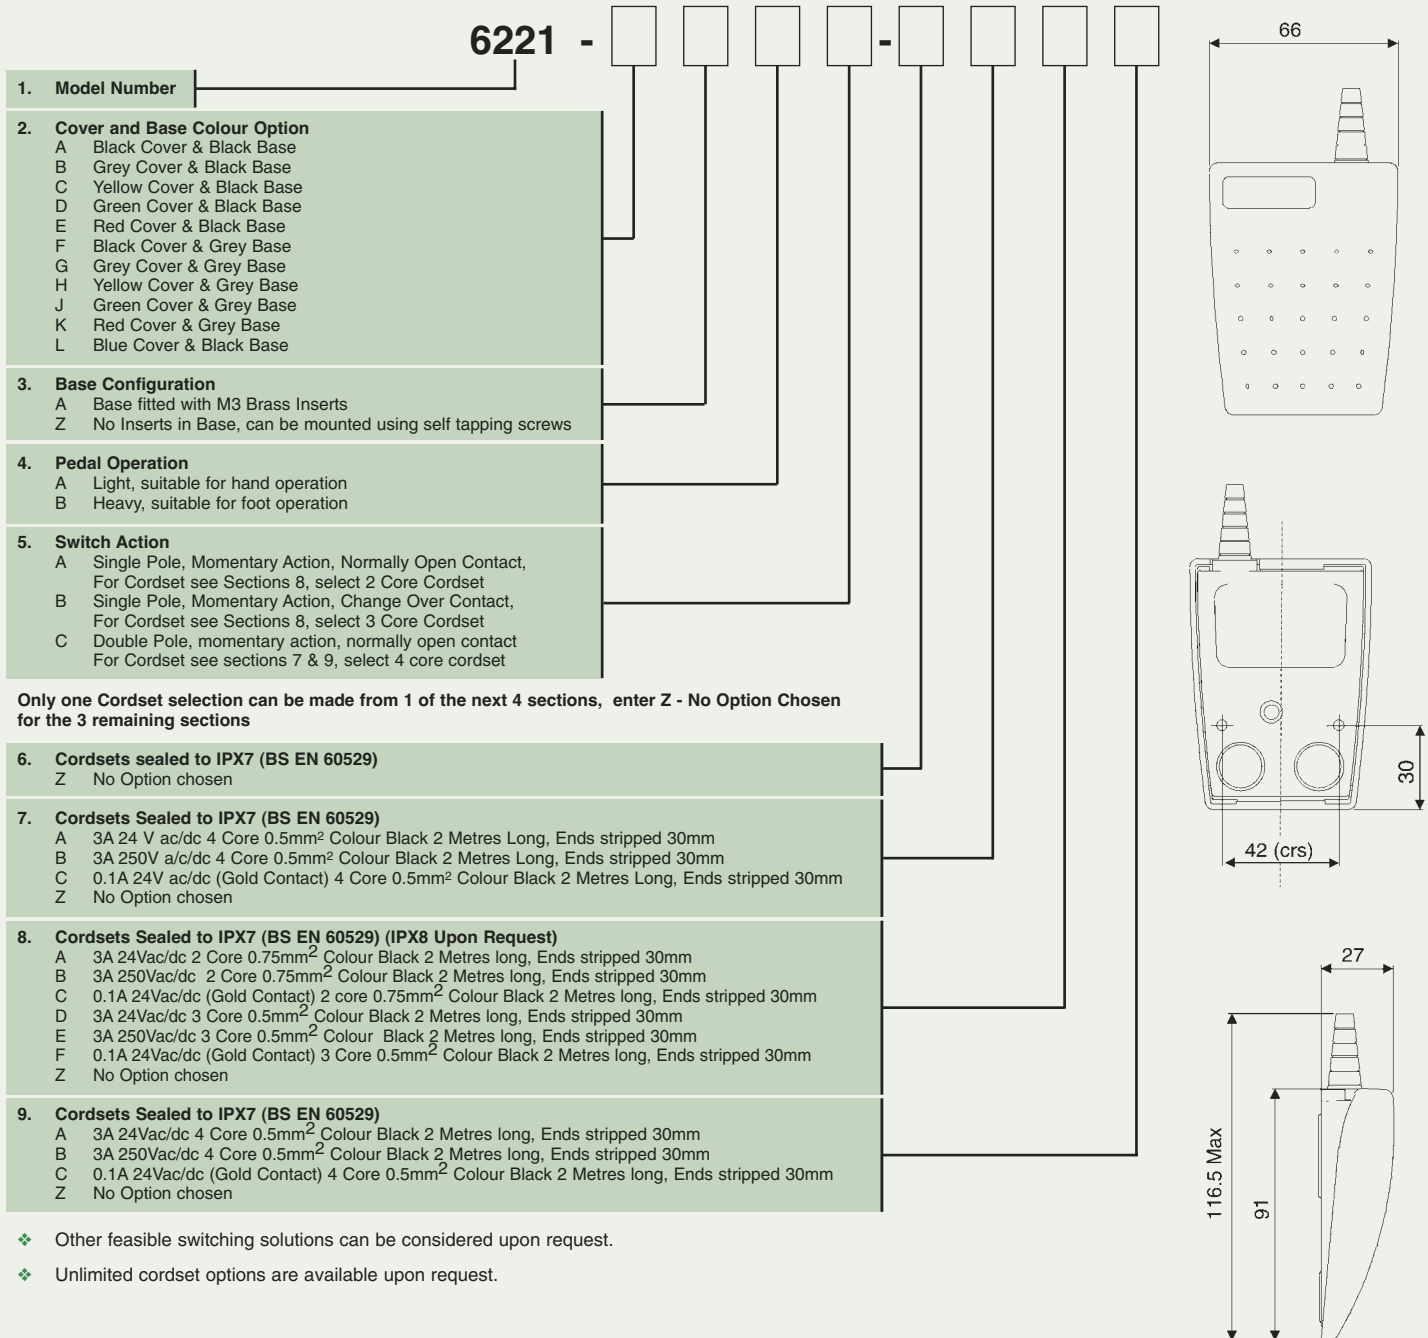 6221 - -
1. Model Number
2. Cover and Base Colour Option
A Black Cover & Black Base
B Grey Cover & Black Base
C Yellow Cover & Black Base
D Green Cover & Black Base
E Red Cover & Black Base
F Black Cover & Grey Base
G Grey Cover & Grey Base
H Yellow Cover & Grey Base
J Green Cover & Grey Base
K Red Cover & Grey Base
L Blue Cover & Black Base
3. Base Configuration
A Base fitted with M3 Brass Inserts
Z No Inserts in Base, can be mounted using self tapping screws
4. Pedal Operation
A Light, suitable for hand operation
B Heavy, suitable for foot operation
5. Switch Action
A Single Pole, Momentary Action, Normally Open Contact,
For Cordset see Sections 8, select 2 Core Cordset
B Single Pole, Momentary Action, Change Over Contact,
For Cordset see Sections 8, select 3 Core Cordset
C Double Pole, momentary action, normally open contact
For Cordset see sections 7 & 9, select 4 core cordset
Only one Cordset selection can be made from 1 of the next 4 sections, enter Z - No Option Chosen
for the 3 remaining sections
6. Cordsets sealed to IPX7 (BS EN 60529)
Z No Option chosen
7. Cordsets Sealed to IPX7 (BS EN 60529)
A 3A 24 V ac/dc 4 Core 0.5mm² Colour Black 2 Metres Long, Ends stripped 30mm
B 3A 250V a/c/dc 4 Core 0.5mm² Colour Black 2 Metres Long, Ends stripped 30mm
C 0.1A 24V ac/dc (Gold Contact) 4 Core 0.5mm² Colour Black 2 Metres Long, Ends stripped 30mm
Z No Option chosen
8. Cordsets Sealed to IPX7 (BS EN 60529) (IPX8 Upon Request)
A 3A 24Vac/dc 2 Core 0.75mm² Colour Black 2 Metres long, Ends stripped 30mm
B 3A 250Vac/dc 2 Core 0.75mm² Colour Black 2 Metres long, Ends stripped 30mm
C 0.1A 24Vac/dc (Gold Contact) 2 core 0.75mm² Colour Black 2 Metres long, Ends stripped 30mm
D 3A 24Vac/dc 3 Core 0.5mm² Colour Black 2 Metres long, Ends stripped 30mm
E 3A 250Vac/dc 3 Core 0.5mm² Colour Black 2 Metres long, Ends stripped 30mm
F 0.1A 24Vac/dc (Gold Contact) 3 Core 0.5mm² Colour Black 2 Metres long, Ends stripped 30mm
Z No Option chosen
9. Cordsets Sealed to IPX7 (BS EN 60529)
A 3A 24Vac/dc 4 Core 0.5mm² Colour Black 2 Metres long, Ends stripped 30mm
B 3A 250Vac/dc 4 Core 0.5mm² Colour Black 2 Metres long, Ends stripped 30mm
C 0.1A 24Vac/dc (Gold Contact) 4 Core 0.5mm² Colour Black 2 Metres long, Ends stripped 30mm
Z No Option chosen
❖ Other feasible switching solutions can be considered upon request.
❖ Unlimited cordset options are available upon request.
66
30
42 (crs)
27
116.5 Max
91